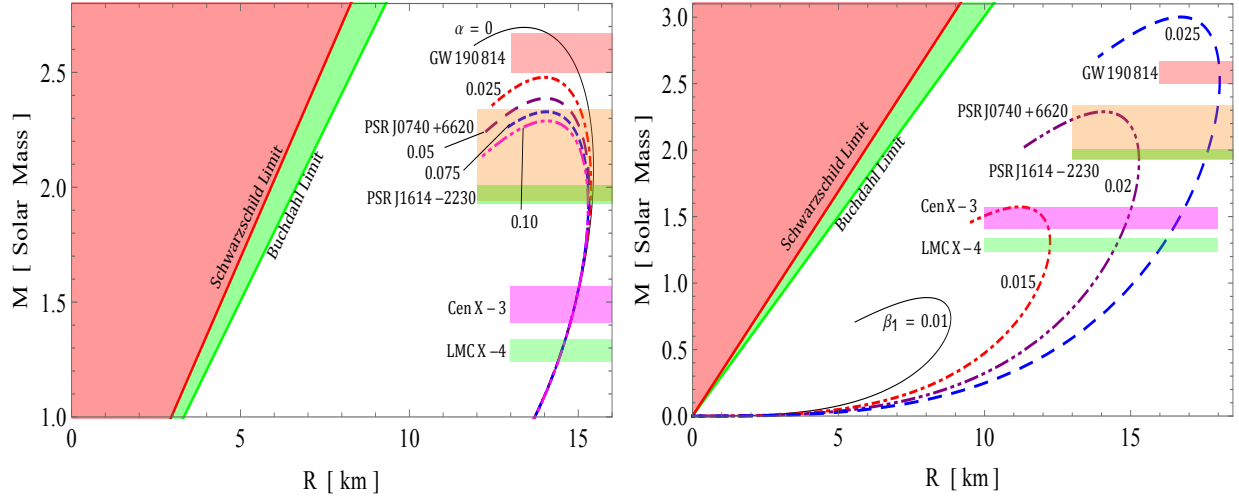 M [ Solar Mass ]
2.5
2.0
1.5
1.0
α = 0
GW 190 814
0.025
PSR J0740 +6620
0.05
0.075
PSR J1614 −2230
0.10
Cen X − 3
LMC X −4
Schwarzschild Limit
Buchdahl Limit
0
5
10
15
R [ km ]
M [ Solar Mass ]
3.0
2.5
2.0
1.5
1.0
0.5
0.0
0.025
GW 190 814
PSR J0740 +6620
PSR J1614 −2230
0.02
Cen X − 3
LMC X − 4
0.015
β1 = 0.01
Schwarzschild Limit
Buchdahl Limit
0
5
10
15
R [ km ]